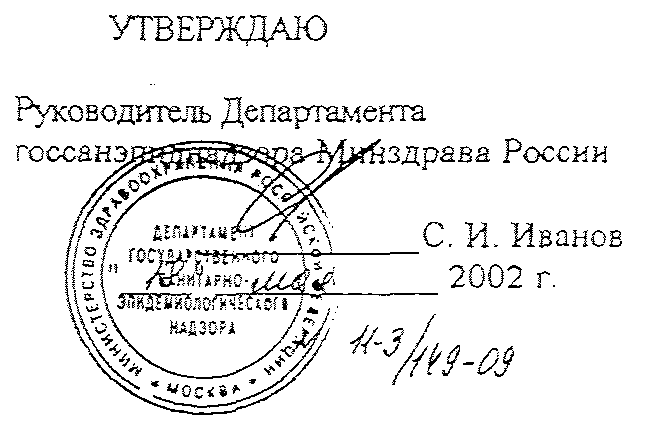 УТВЕРЖДАЮ
Руководитель Департамента
госсанэпиднадзора Минздрава России
С. И. Иванов
" " мая 2002 г.
11-3/149-09
МИНИСТЕРСТВО ЗДРАВООХРАНЕНИЯ РОССИЙСКОЙ ФЕДЕРАЦИИ
* МОСКВА *
ДЕПАРТАМЕНТ
ГОСУДАРСТВЕННОГО
САНИТАРНО-
ЭПИДЕМИОЛОГИЧЕСКОГО
НАДЗОРА